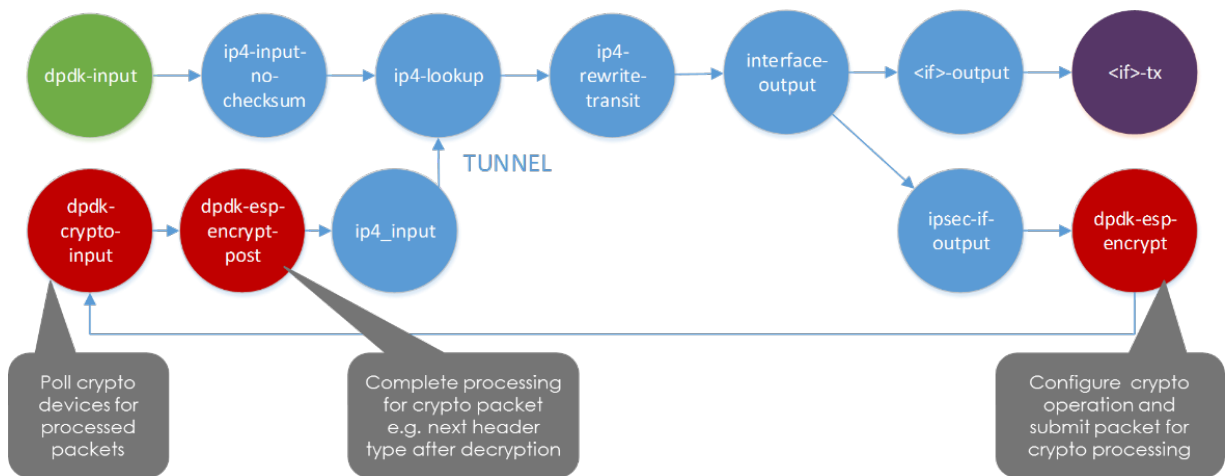 dpdk-input
ip4-input-
no-
checksum
ip4-lookup
ip4-
rewrite-
transit
interface-
output
<if>-output
<if>-tx
TUNNEL
dpdk-
crypto-
input
dpdk-esp-
encrypt-
post
ip4_input
ipsec-if-
output
dpdk-esp-
encrypt
Poll crypto
devices for
processed
packets
Complete processing
for crypto packet
e.g. next header
type after decryption
Configure crypto
operation and
submit packet for
crypto processing